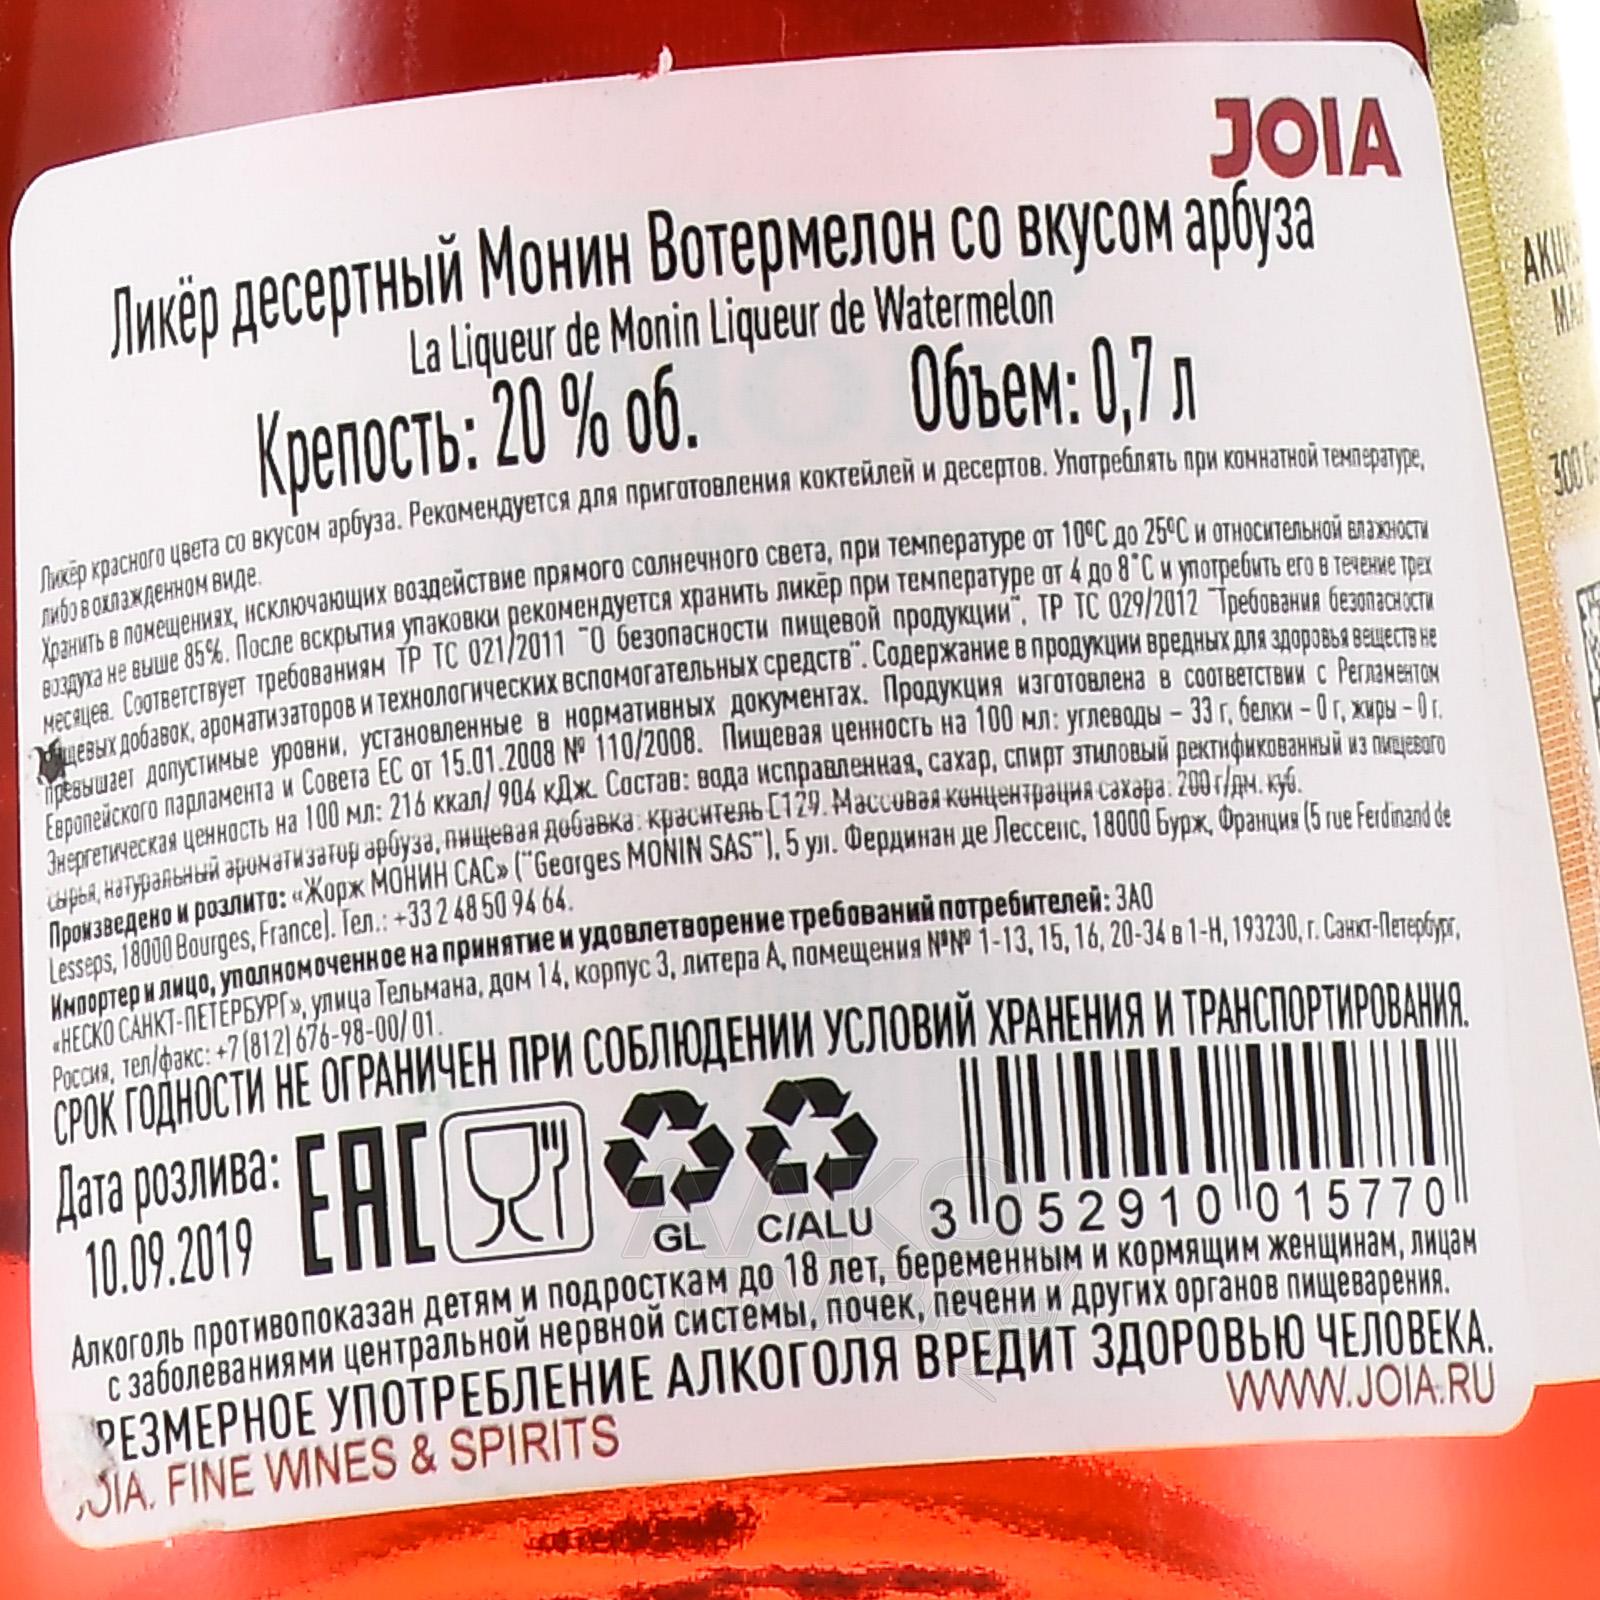 JOIA
Ликёр десертный Монин Вотермелон со вкусом арбуза
La Liqueur de Monin Liqueur de Watermelon
Крепость: 20 % об. Объем: 0,7 л
Ликёр красного цвета со вкусом арбуза. Рекомендуется для приготовления коктейлей и десертов. Употреблять при комнатной температуре,
либо в охлажденном виде.
Хранить в помещениях, исключающих воздействие прямого солнечного света, при температуре от 10°C до 25°C и относительной влажности
воздуха не выше 85%. После вскрытия упаковки рекомендуется хранить ликёр при температуре от 4 до 8°С и употребить его в течение трех
месяцев. Соответствует требованиям ТР ТС 021/2011 "О безопасности пищевой продукции", ТР ТС 029/2012 "Требования безопасности
пищевых добавок, ароматизаторов и технологических вспомогательных средств". Содержание в продукции вредных для здоровья веществ не
превышает допустимые уровни, установленные в нормативных документах. Продукция изготовлена в соответствии с Регламентом
Европейского парламента и Совета ЕС от 15.01.2008 № 110/2008. Пищевая ценность на 100 мл: углеводы – 33 г, белки – 0 г, жиры – 0 г.
Энергетическая ценность на 100 мл: 216 ккал/ 904 кДж. Состав: вода исправленная, сахар, спирт этиловый ректификованный из пищевого
сырья, натуральный ароматизатор арбуза, пищевая добавка: краситель Е129. Массовая концентрация сахара: 200 г/дм. куб.
Произведено и розлито: «Жорж МОНИН САС» ("Georges MONIN SAS"), 5 ул. Фердинан де Лессепс, 18000 Бурж, Франция (5 rue Ferdinand de
Lesseps, 18000 Bourges, France). Тел.: +33 2 48 50 94 64.
Импортер и лицо, уполномоченное на принятие и удовлетворение требований потребителей: ЗАО
«НЕСКО САНКТ-ПЕТЕРБУРГ», улица Тельмана, дом 14, корпус 3, литера А, помещения №№ 1-13, 15, 16, 20-34 в 1-Н, 193230, г. Санкт-Петербург,
Россия, тел/факс: +7 (812) 676-98-00/ 01.
СРОК ГОДНОСТИ НЕ ОГРАНИЧЕН ПРИ СОБЛЮДЕНИИ УСЛОВИЙ ХРАНЕНИЯ И ТРАНСПОРТИРОВАНИЯ.
Дата розлива:
10.09.2019
EAC
GL C/ALU
3 052910 015770
Алкоголь противопоказан детям и подросткам до 18 лет, беременным и кормящим женщинам, лицам
с заболеваниями центральной нервной системы, почек, печени и других органов пищеварения.
РЕЗМЕРНОЕ УПОТРЕБЛЕНИЕ АЛКОГОЛЯ ВРЕДИТ ЗДОРОВЬЮ ЧЕЛОВЕКА.
JOIA. FINE WINES & SPIRITS WWW.JOIA.RU